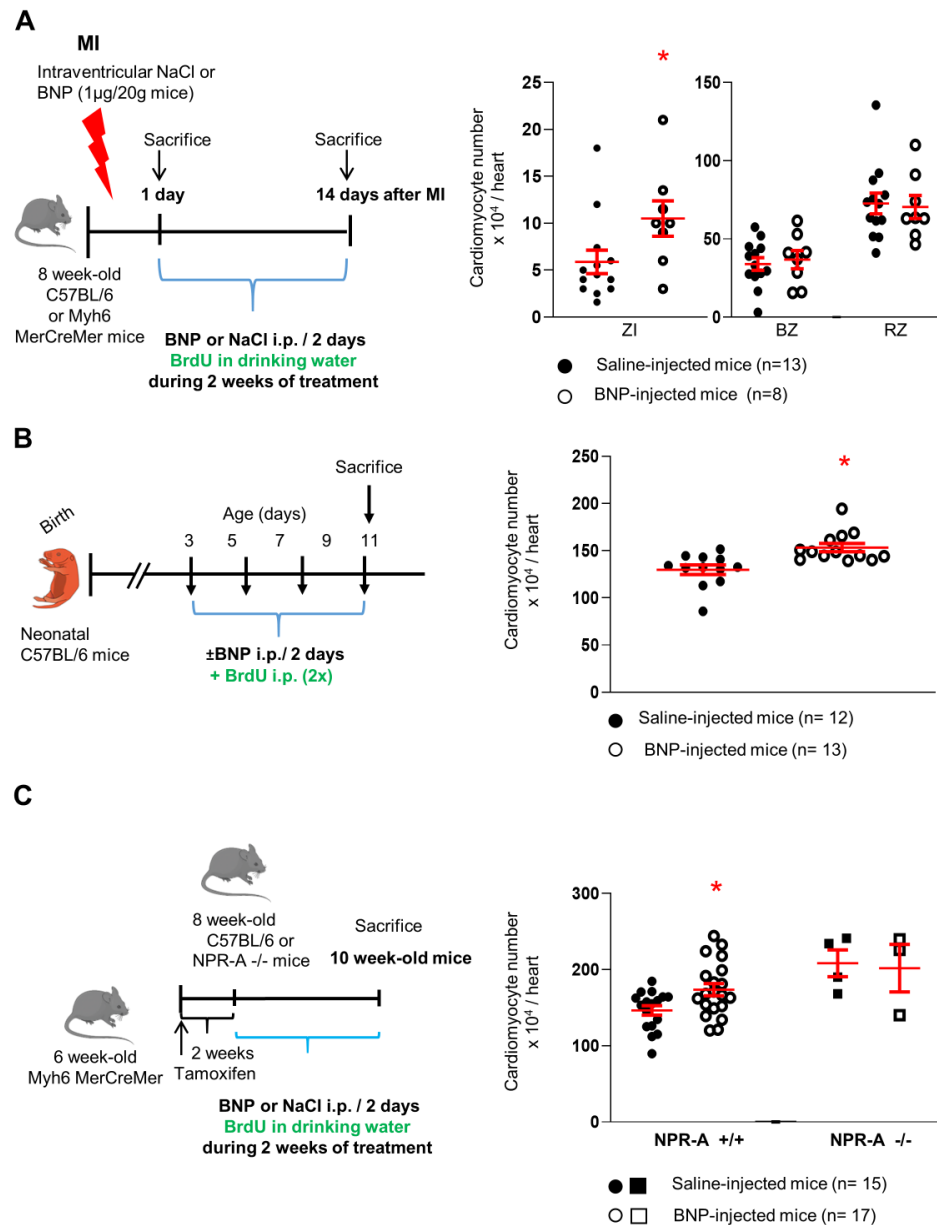 A
MI
Intraventricular NaCl or
BNP (1µg/20g mice)
Sacrifice
Sacrifice
1 day
14 days after MI
8 week-old
C57BL/6
or Myh6
MerCreMer mice
BNP or NaCl i.p. / 2 days
BrdU in drinking water
during 2 weeks of treatment
Cardiomyocyte number
x 10⁴ / heart
25
20
15
10
5
0
*
ZI
150
100
50
0
BZ
RZ
Saline-injected mice (n=13)
BNP-injected mice (n=8)
B
Birth
Sacrifice
Age (days)
3 5 7 9 11
Neonatal
C57BL/6 mice
±BNP i.p./ 2 days
+ BrdU i.p. (2x)
Cardiomyocyte number
x 10⁴ / heart
250
200
150
100
50
0
*
Saline-injected mice (n= 12)
BNP-injected mice (n= 13)
C
8 week-old
C57BL/6 or
NPR-A -/- mice
Sacrifice
10 week-old mice
6 week-old
Myh6 MerCreMer
2 weeks
Tamoxifen
BNP or NaCl i.p. / 2 days
BrdU in drinking water
during 2 weeks of treatment
Cardiomyocyte number
x 10⁴ / heart
300
200
100
0
*
NPR-A +/+
NPR-A -/-
Saline-injected mice (n= 15)
BNP-injected mice (n= 17)